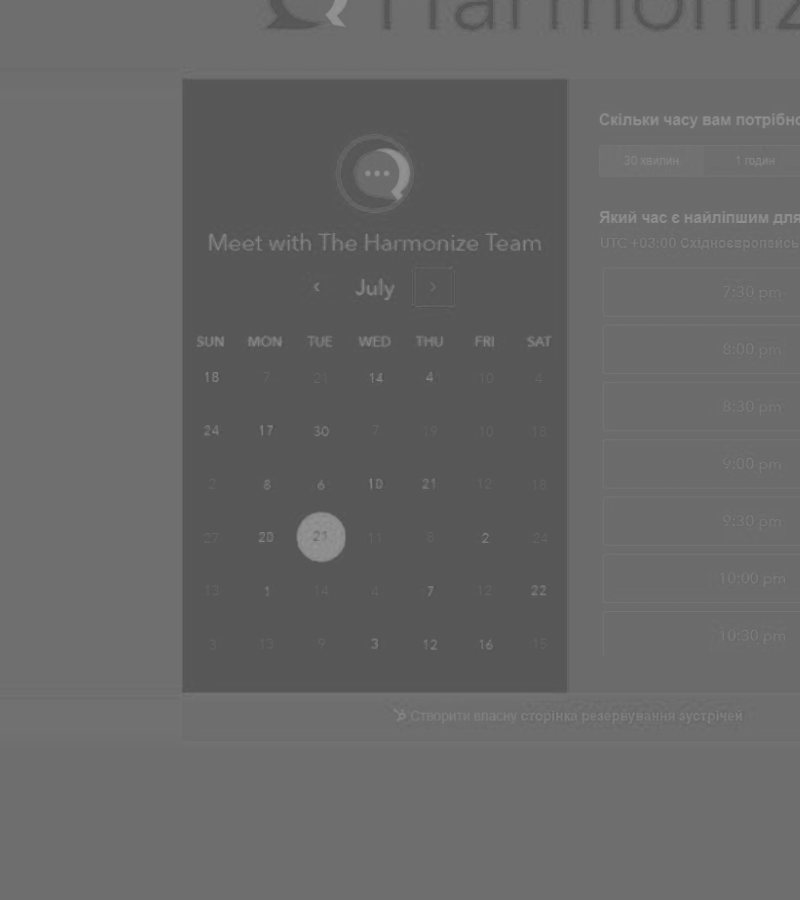 Harmoniz
Meet with The Harmonize Team
‹ July ›
SUN MON TUE WED THU FRI SAT
18 7 21 14 4 10 4
24 17 30 7 19 10 18
2 8 6 10 21 12 18
27 20 21 11 8 2 24
13 1 14 4 7 12 22
3 13 9 3 12 16 15
Скільки часу вам потрібно
30 хвилин 1 годин
Який час є найліпшим для
UTC +03:00 Східноєвропейсь
7:30 pm
8:00 pm
8:30 pm
9:00 pm
9:30 pm
10:00 pm
10:30 pm
Створити власну сторінка резервування зустрічей